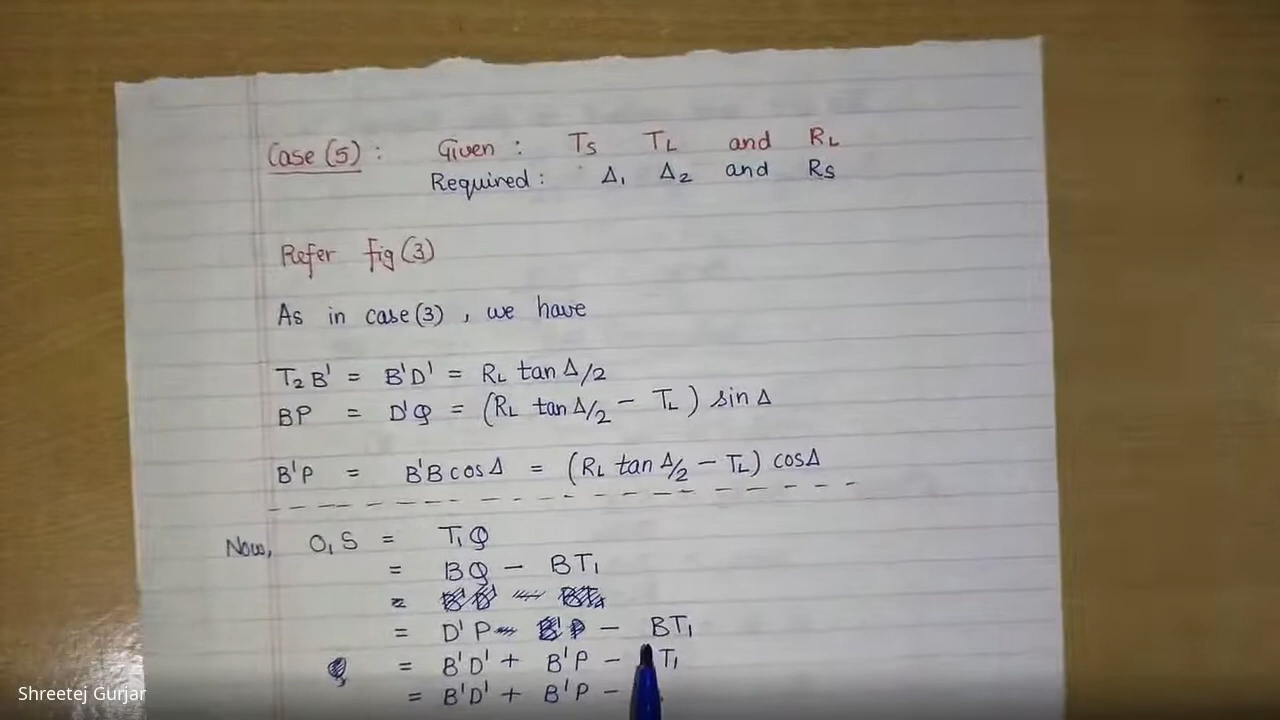 Case (5) : Given : Ts TL and RL
Required : Δ1 Δ2 and Rs
Refer fig (3)
As in case (3) , we have
T2 B' = B'D' = RL tan Δ/2
BP = D'Q = (RL tan Δ/2 - TL) sin Δ
B'P = B'B cos Δ = (RL tan Δ/2 - TL) cos Δ
Now, O1 S = T1 Q
= BQ - BT1
=
= D'P - BT1
= B'D' + B'P - T1
= B'D' + B'P -
Shreetej Gurjar